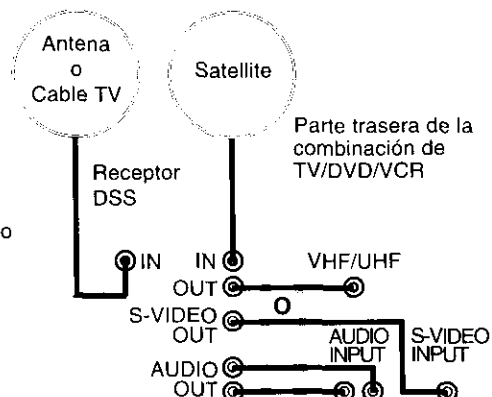 Antena
o
Cable TV
Satellite
Parte trasera de la
combinación de
TV/DVD/VCR
Receptor
DSS
o
IN
IN
VHF/UHF
OUT
O
S-VIDEO
OUT
AUDIO
INPUT
S-VIDEO
INPUT
AUDIO
OUT